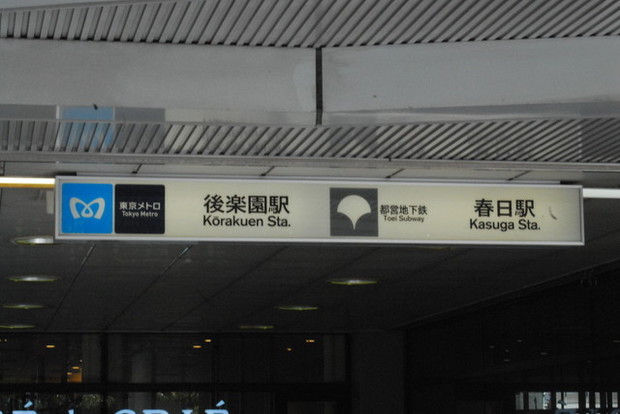 東京メトロ
Tokyo Metro
後楽園駅
Kōrakuen Sta.
都営地下鉄
Toei Subway
春日駅
Kasuga Sta.